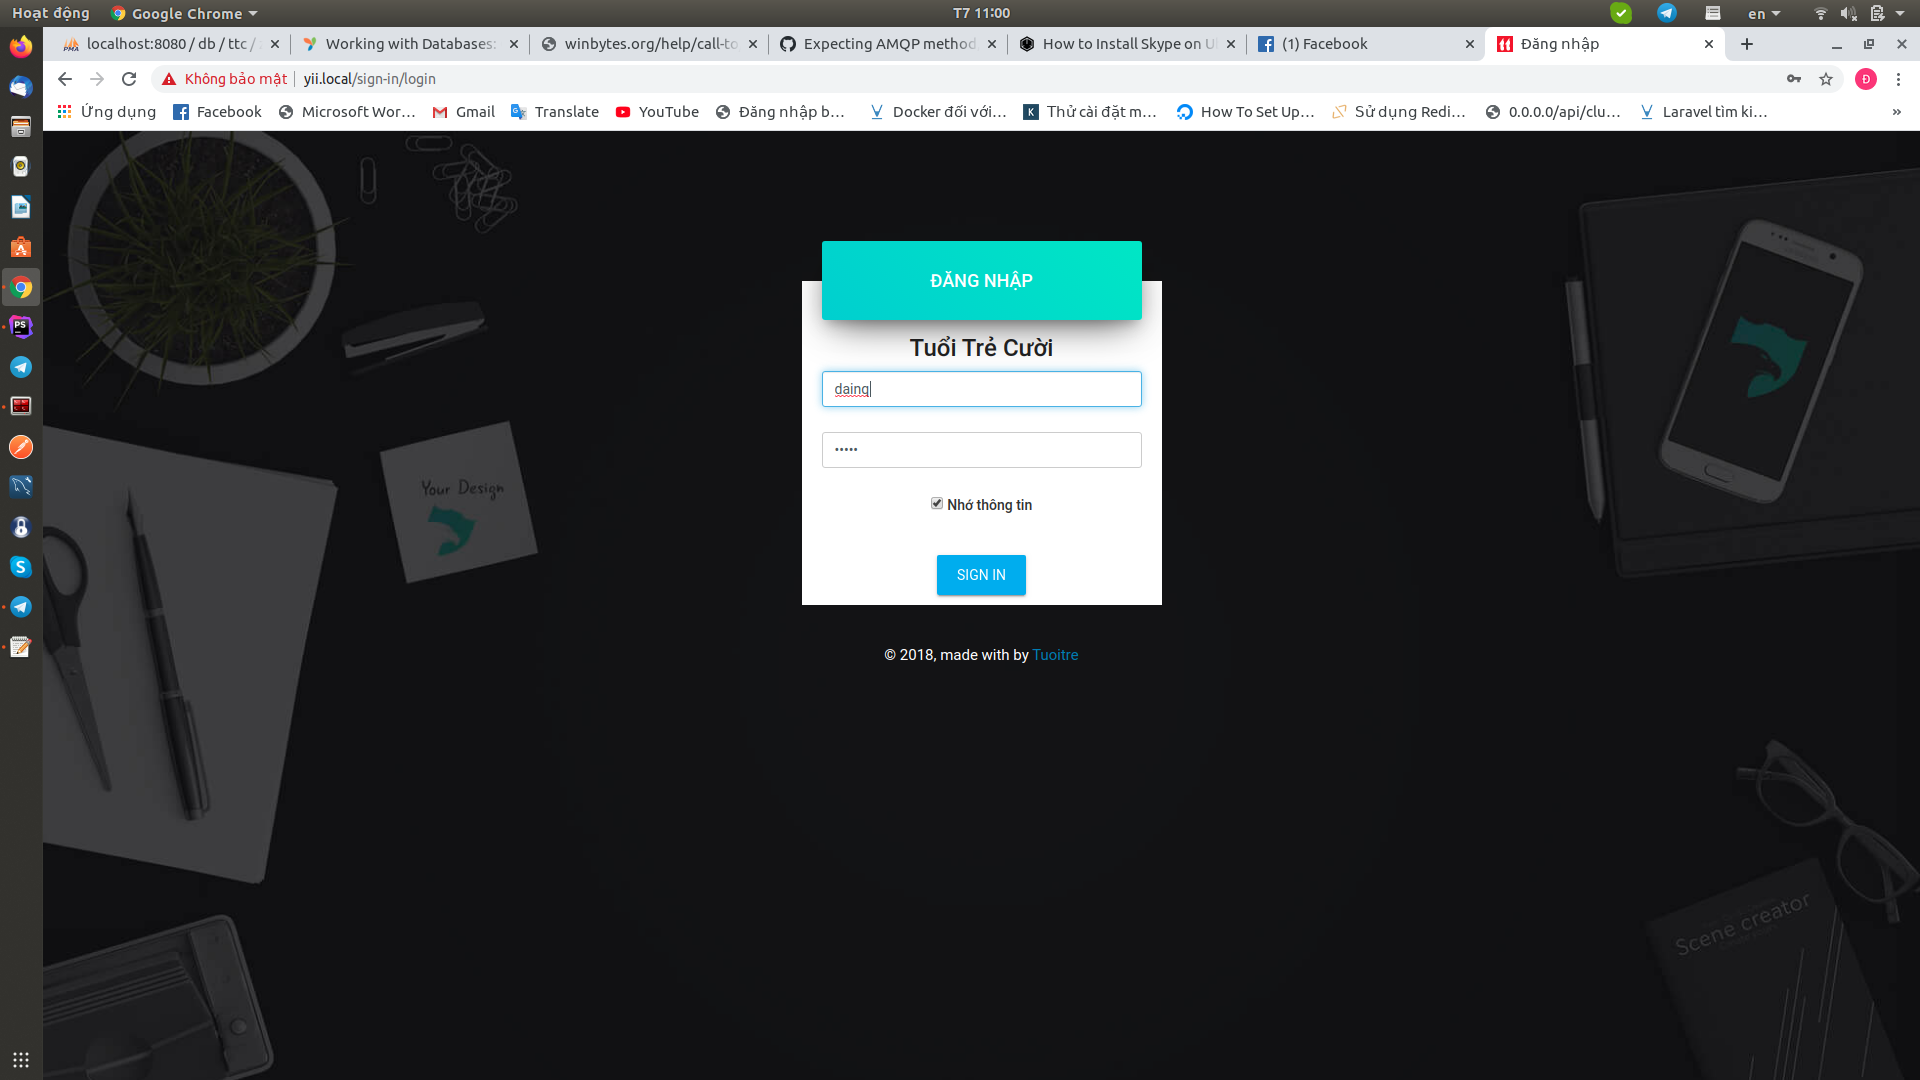 Hoạt động
Google Chrome
T7 11:00
en
localhost:8080 / db / ttc /
Working with Databases:
winbytes.org/help/call-to
Expecting AMQP method
How to Install Skype on U
(1) Facebook
Đăng nhập
Không bảo mật
yii.local/sign-in/login
Đ
Ứng dụng
Facebook
Microsoft Wor...
Gmail
Translate
YouTube
Đăng nhập b...
Docker đối với...
Thử cài đặt m...
How To Set Up...
Sử dụng Redi...
0.0.0.0/api/clu...
Laravel tìm ki...
»
ĐĂNG NHẬP
Tuổi Trẻ Cười
daing
•••••
Nhớ thông tin
SIGN IN
© 2018, made with by Tuoitre
Your Design
Scene creator